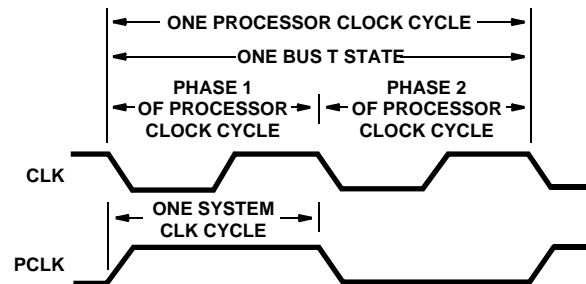 ONE PROCESSOR CLOCK CYCLE
ONE BUS T STATE
PHASE 1
OF PROCESSOR
CLOCK CYCLE
PHASE 2
OF PROCESSOR
CLOCK CYCLE
CLK
ONE SYSTEM
CLK CYCLE
PCLK